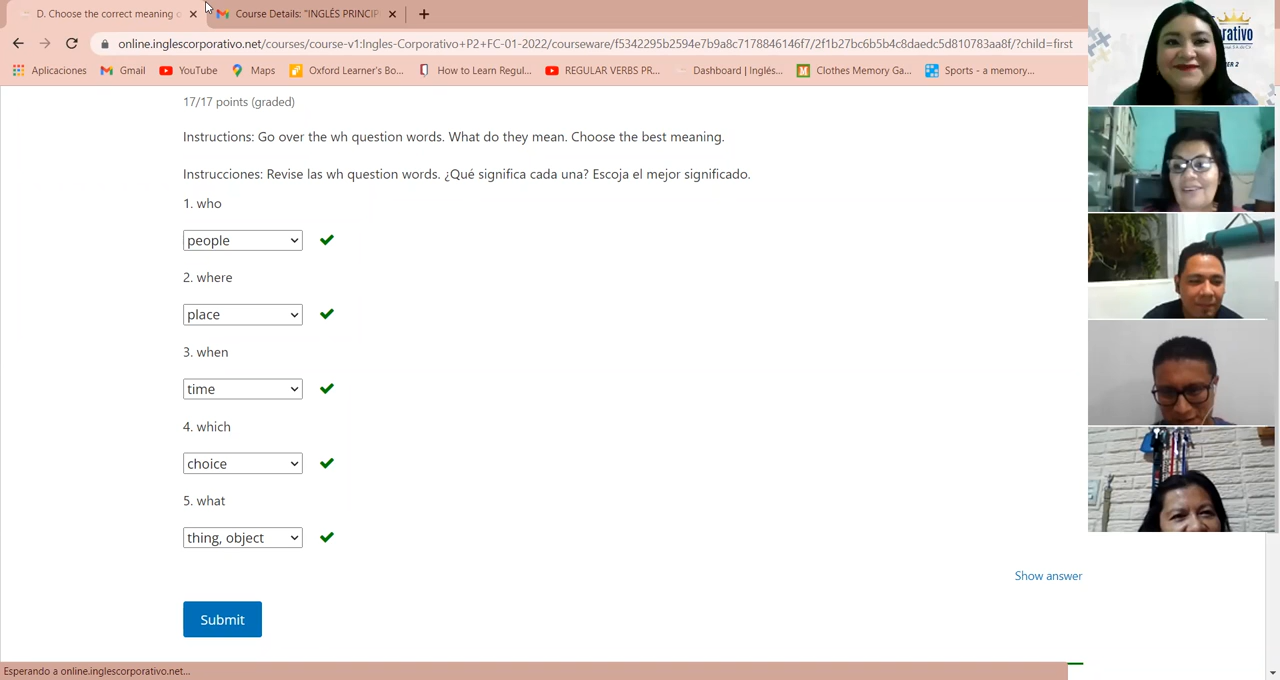 D. Choose the correct meaning o
Course Details: "INGLÉS PRINCIP
online.inglescorporativo.net/courses/course-v1:Ingles-Corporativo+P2+FC-01-2022/courseware/f5342295b2594e7b9a8c7178846146f7/2f1b27bc6b5b4c8daedc5d810783aa8f/?child=first
Aplicaciones
Gmail
YouTube
Maps
Oxford Learner's Bo...
How to Learn Regul...
REGULAR VERBS PR...
Dashboard | Inglés...
Clothes Memory Ga...
Sports - a memory...
17/17 points (graded)
Instructions: Go over the wh question words. What do they mean. Choose the best meaning.
Instrucciones: Revise las wh question words. ¿Qué significa cada una? Escoja el mejor significado.
1. who
people
2. where
place
3. when
time
4. which
choice
5. what
thing, object
Show answer
Submit
Esperando a online.inglescorporativo.net...